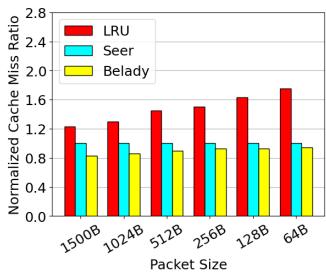 Normalized Cache Miss Ratio
2.8
2.4
2.0
1.6
1.2
0.8
0.4
0.0
LRU
Seer
Belady
1500B 1024B 512B 256B 128B 64B
Packet Size